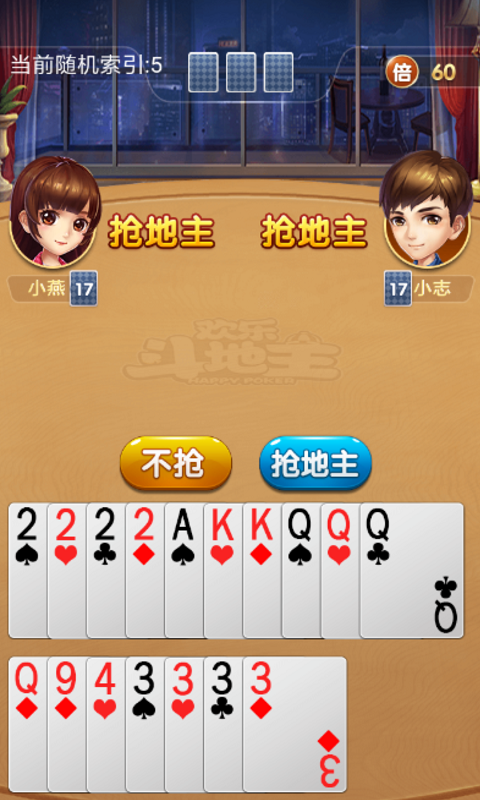 当前随机索引:5
倍 60
抢地主 抢地主
小燕 17
17 小志
欢乐
斗地主
HAPPY POKER
不抢 抢地主
2 2 2 2 A K K Q Q Q
Q
Q 9 4 3 3 3 3
3